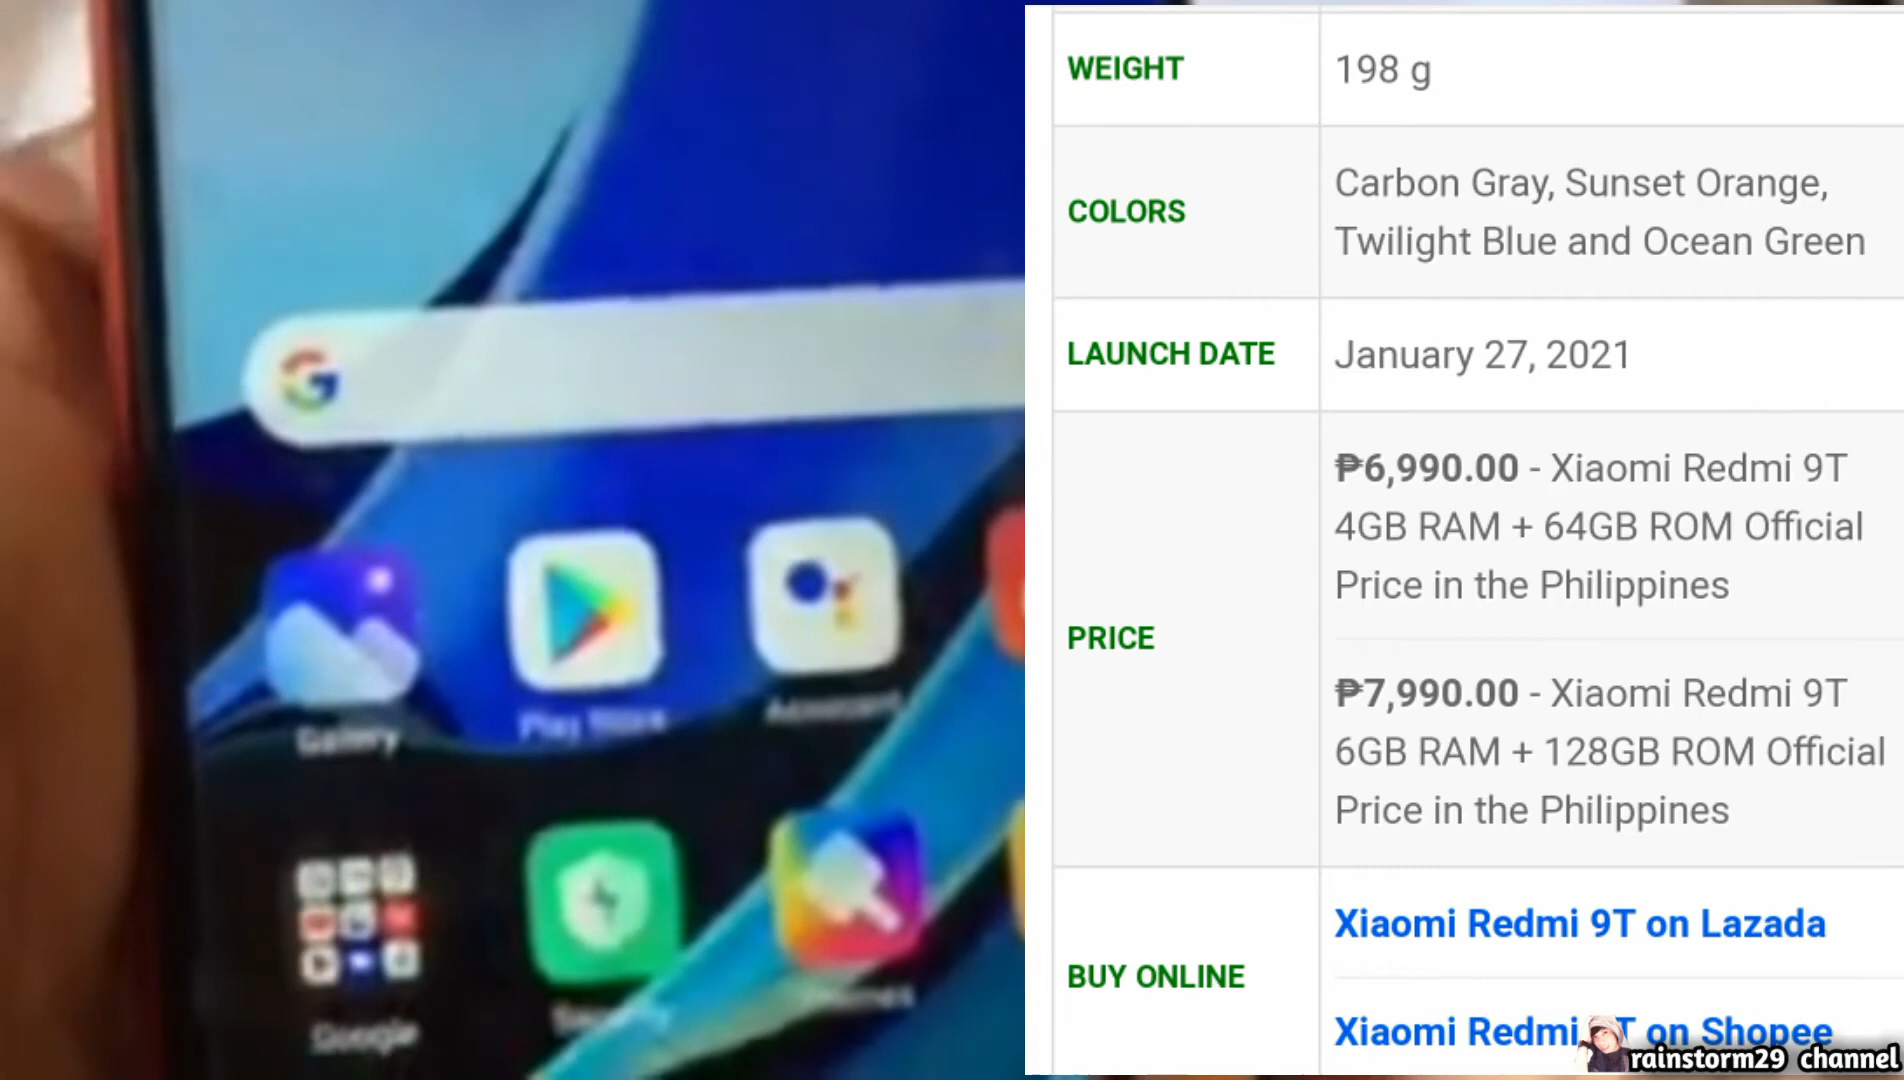 Gallery
Play Store
Assistant
Google
Security
Themes
WEIGHT
198 g
COLORS
Carbon Gray, Sunset Orange,
Twilight Blue and Ocean Green
LAUNCH DATE
January 27, 2021
PRICE
₱6,990.00 - Xiaomi Redmi 9T
4GB RAM + 64GB ROM Official
Price in the Philippines
₱7,990.00 - Xiaomi Redmi 9T
6GB RAM + 128GB ROM Official
Price in the Philippines
BUY ONLINE
Xiaomi Redmi 9T on Lazada
Xiaomi Redmi T on Shopee
rainstorm29 channel